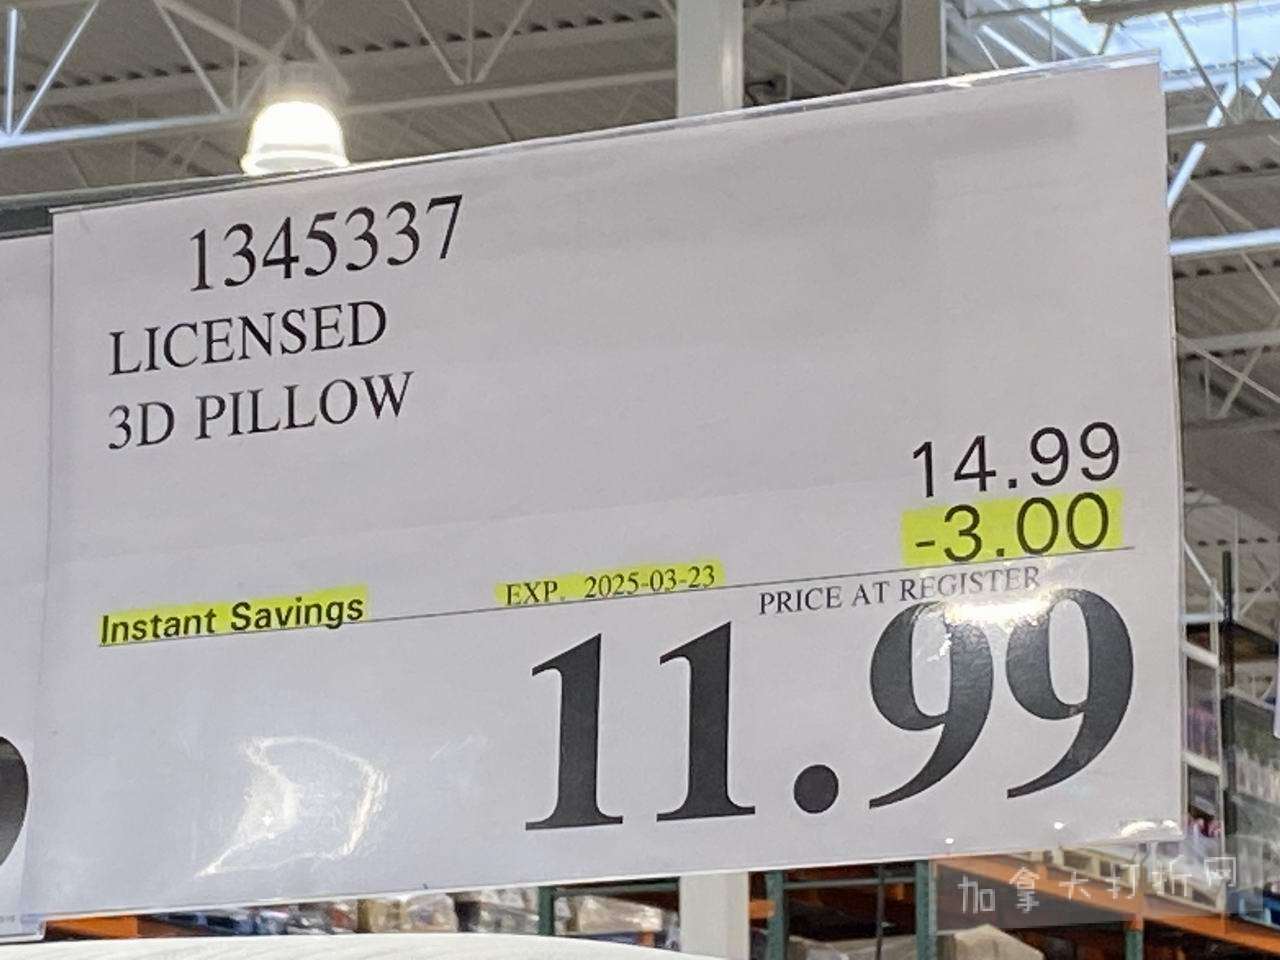 1345337
LICENSED
3D PILLOW
14.99
-3.00
Instant Savings EXP. 2025-03-23
PRICE AT REGISTER
11.99
加拿大打折网